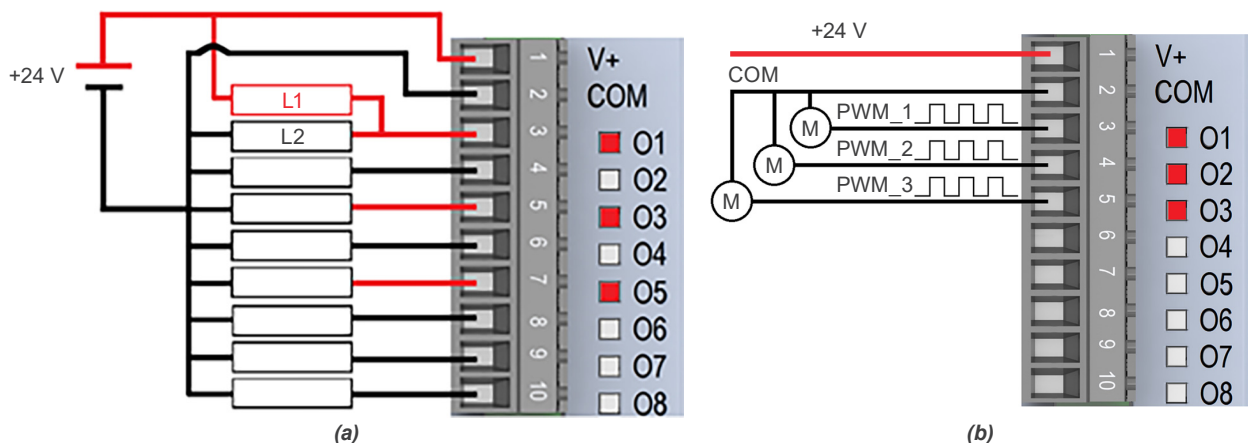 +24 V
L1
L2
1
2
3
4
5
6
7
8
9
10
V+
COM
O1
O2
O3
O4
O5
O6
O7
O8
(a)
+24 V
COM
PWM_1
PWM_2
PWM_3
M
M
M
1
2
3
4
5
6
7
8
9
10
V+
COM
O1
O2
O3
O4
O5
O6
O7
O8
(b)